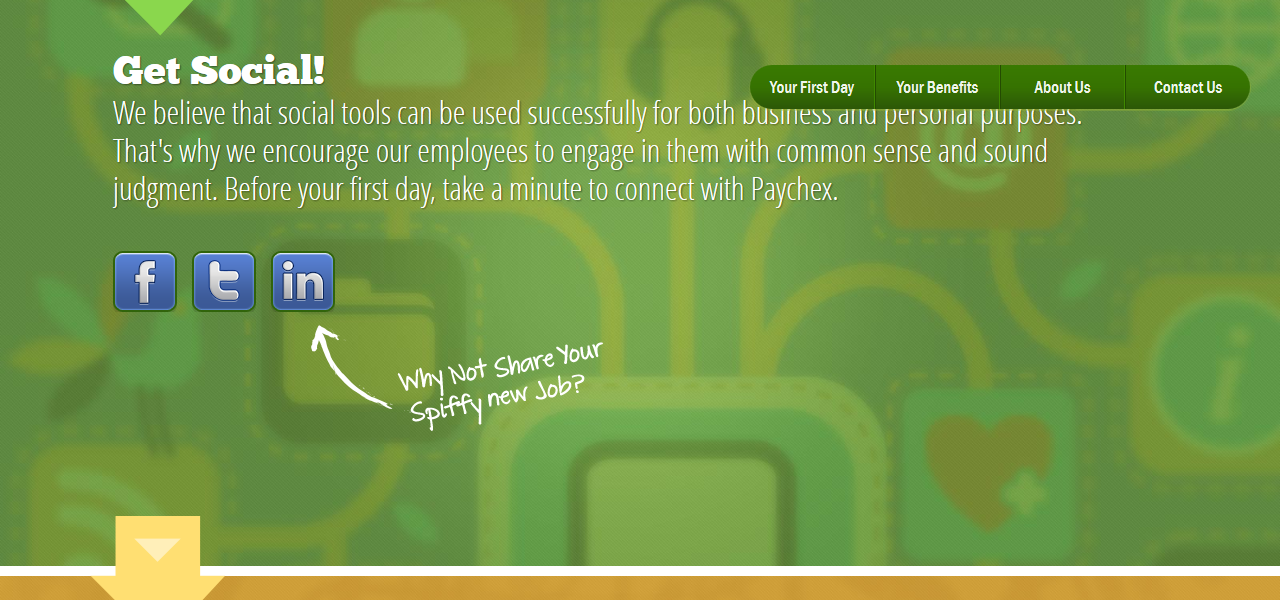 Get Social!
Your First Day Your Benefits About Us Contact Us
We believe that social tools can be used successfully for both business and personal purposes.
That's why we encourage our employees to engage in them with common sense and sound
judgment. Before your first day, take a minute to connect with Paychex.
f t in
Why Not Share Your
Spiffy new Job?